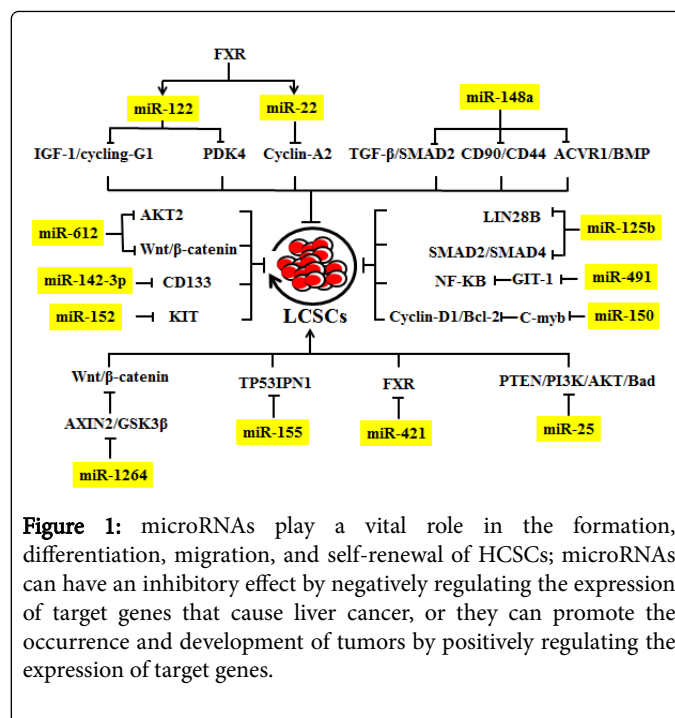 FXR
miR-122 miR-22 miR-148a
IGF-1/cycling-G1 PDK4 Cyclin-A2 TGF-β/SMAD2 CD90/CD44 ACVR1/BMP
AKT2 LIN28B
miR-612 miR-125b
Wnt/β-catenin SMAD2/SMAD4
miR-142-3p CD133 NF-KB GIT-1 miR-491
miR-152 KIT LCSCs Cyclin-D1/Bcl-2 C-myb miR-150
Wnt/β-catenin TP53IPN1 FXR PTEN/PI3K/AKT/Bad
AXIN2/GSK3β miR-155 miR-421 miR-25
miR-1264
Figure 1: microRNAs play a vital role in the formation,
differentiation, migration, and self-renewal of HCSCs; microRNAs
can have an inhibitory effect by negatively regulating the expression
of target genes that cause liver cancer, or they can promote the
occurrence and development of tumors by positively regulating the
expression of target genes.